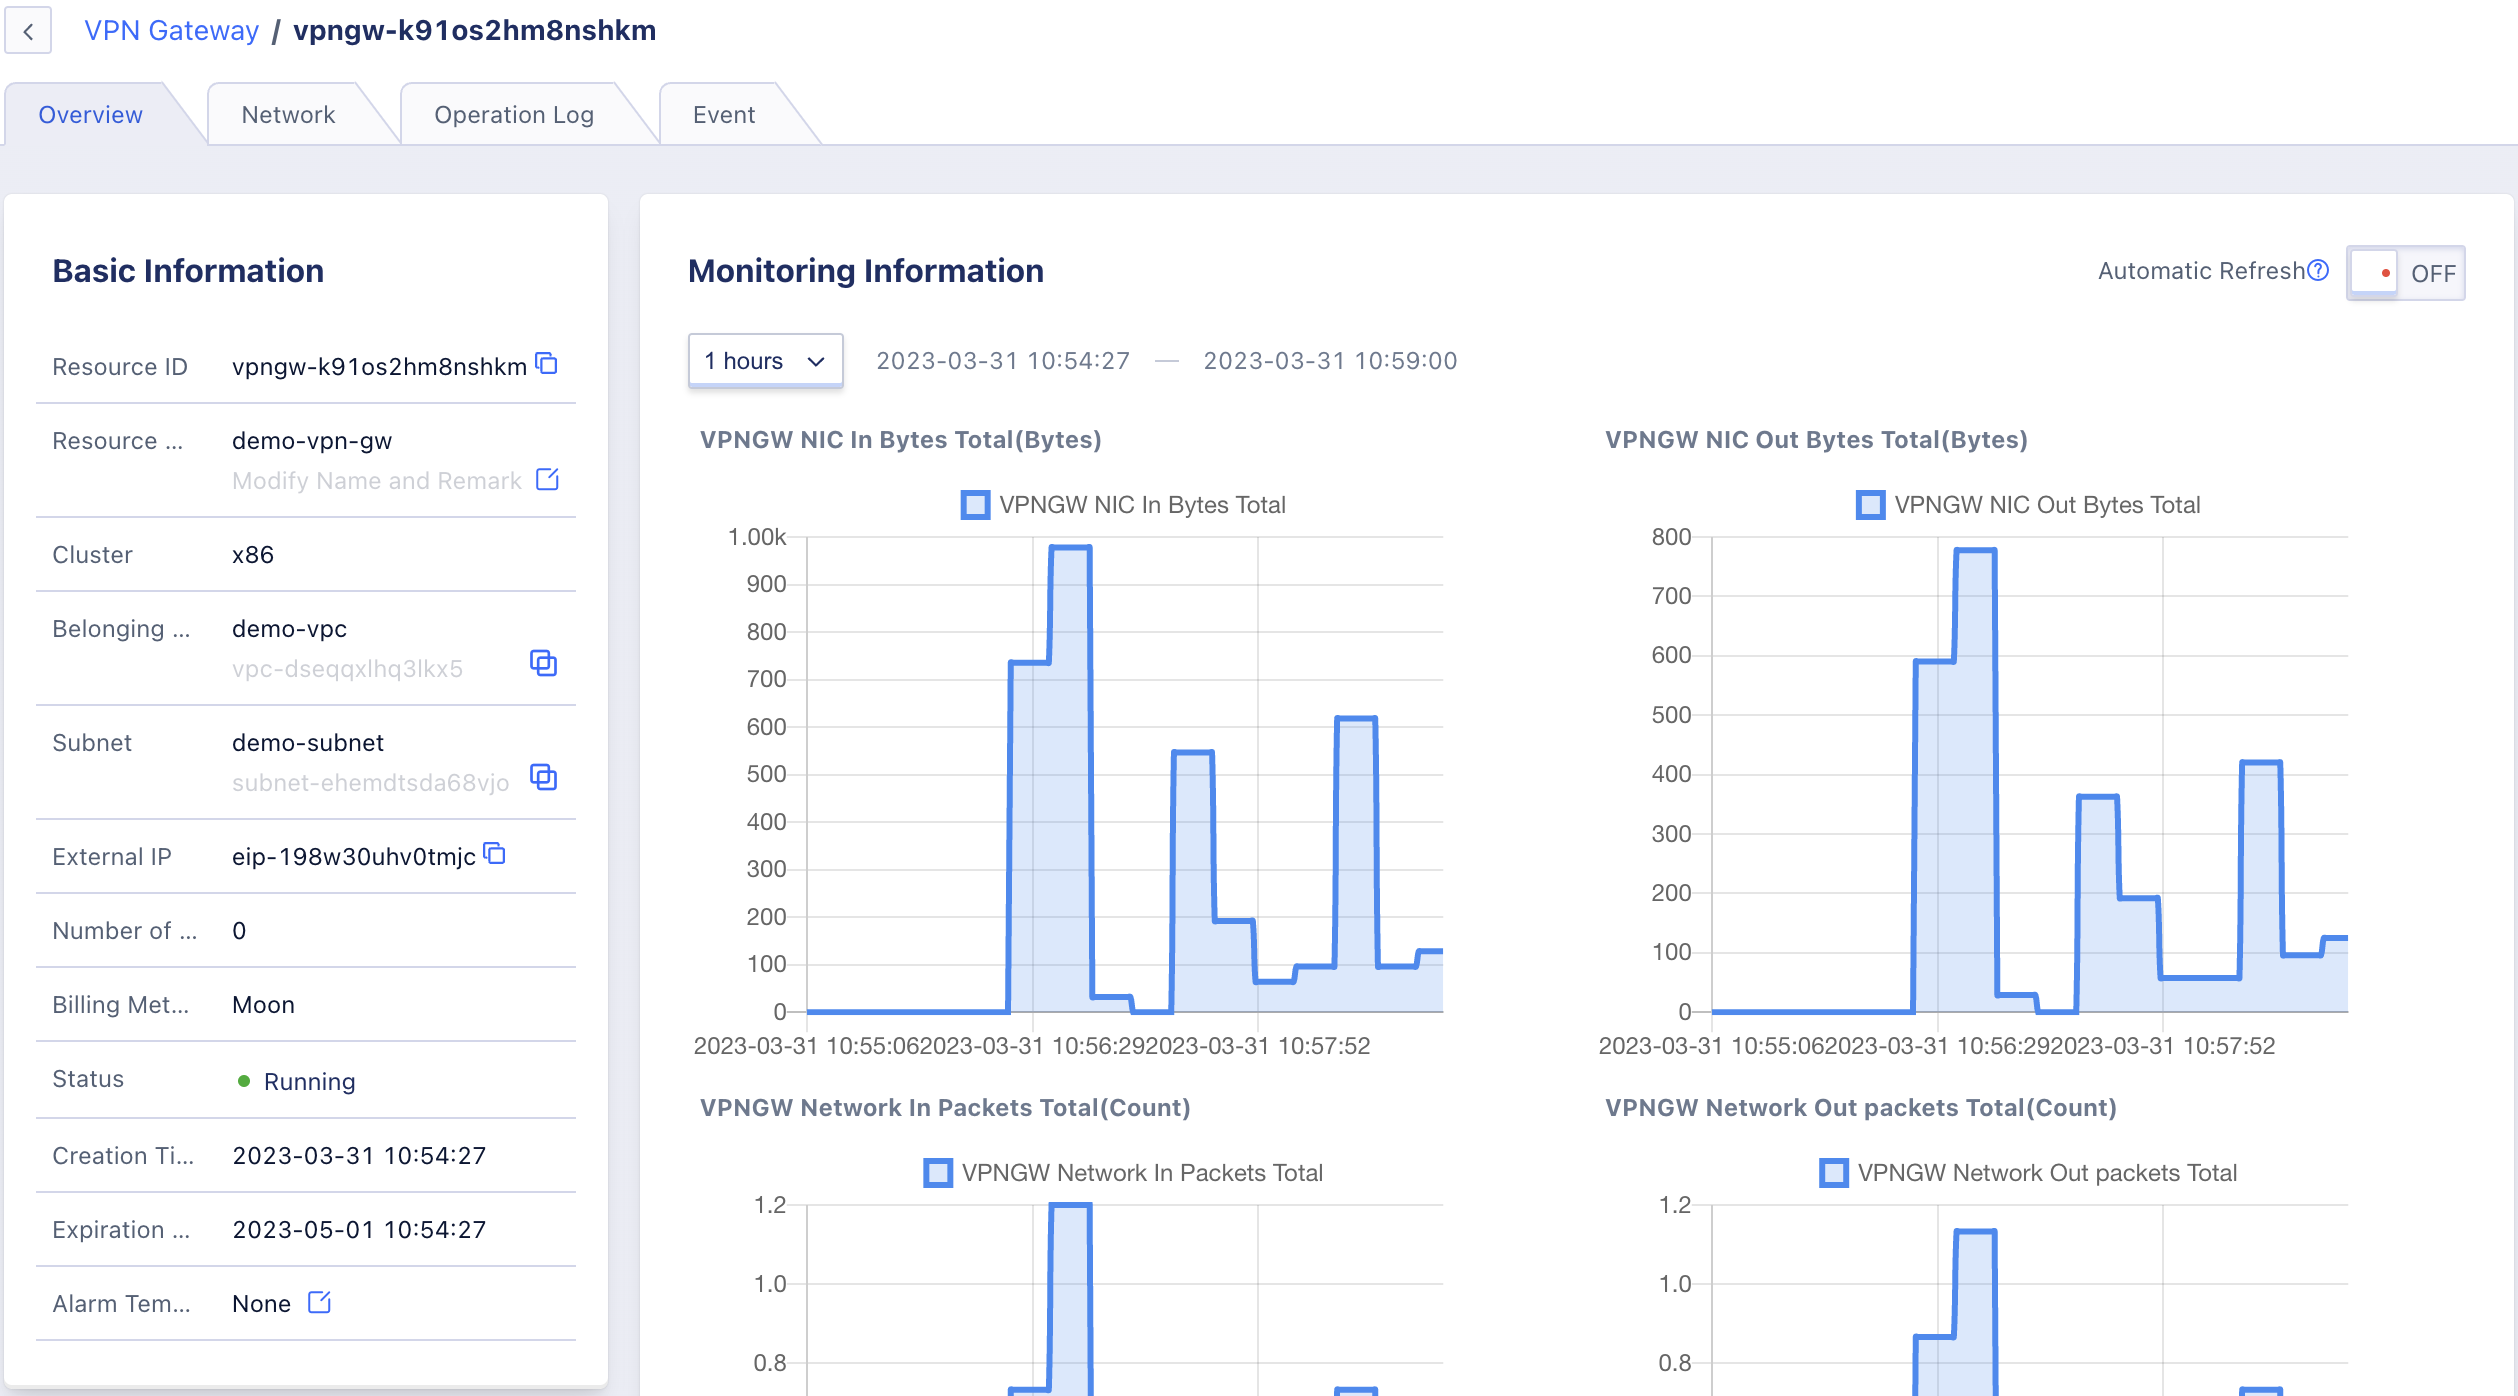 VPN Gateway / vpngw-k91os2hm8nshkm
Overview
Network
Operation Log
Event
Basic Information
Resource ID vpngw-k91os2hm8nshkm
Resource ... demo-vpn-gw
Modify Name and Remark
Cluster x86
Belonging ... demo-vpc
vpc-dseqqxlhq3lkx5
Subnet demo-subnet
subnet-ehemdtsda68vjo
External IP eip-198w30uhv0tmjc
Number of ... 0
Billing Met... Moon
Status Running
Creation Ti... 2023-03-31 10:54:27
Expiration ... 2023-05-01 10:54:27
Alarm Tem... None
Monitoring Information
Automatic Refresh ? OFF
1 hours 2023-03-31 10:54:27 — 2023-03-31 10:59:00
VPNGW NIC In Bytes Total(Bytes)
VPNGW NIC In Bytes Total
1.00k
900
800
700
600
500
400
300
200
100
0
2023-03-31 10:55:06 2023-03-31 10:56:29 2023-03-31 10:57:52
VPNGW NIC Out Bytes Total(Bytes)
VPNGW NIC Out Bytes Total
800
700
600
500
400
300
200
100
0
2023-03-31 10:55:06 2023-03-31 10:56:29 2023-03-31 10:57:52
VPNGW Network In Packets Total(Count)
VPNGW Network In Packets Total
1.2
1.0
0.8
VPNGW Network Out packets Total(Count)
VPNGW Network Out packets Total
1.2
1.0
0.8